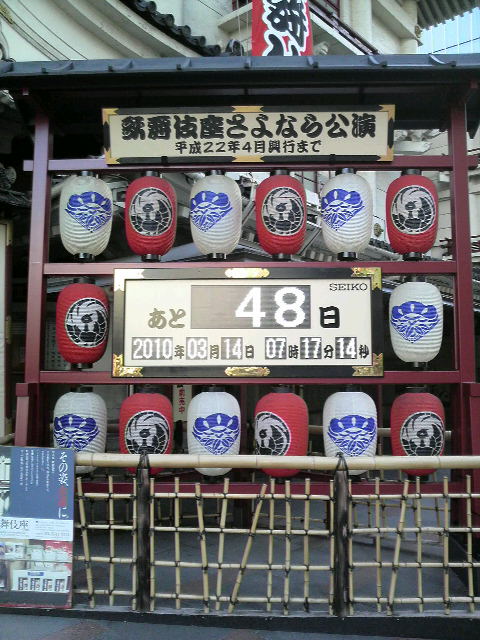 歌舞伎座さよなら公演
平成22年4月興行まで
SEIKO
あと 48 日
2010年03月14日 07時17分14秒
その姿
に
舞伎座